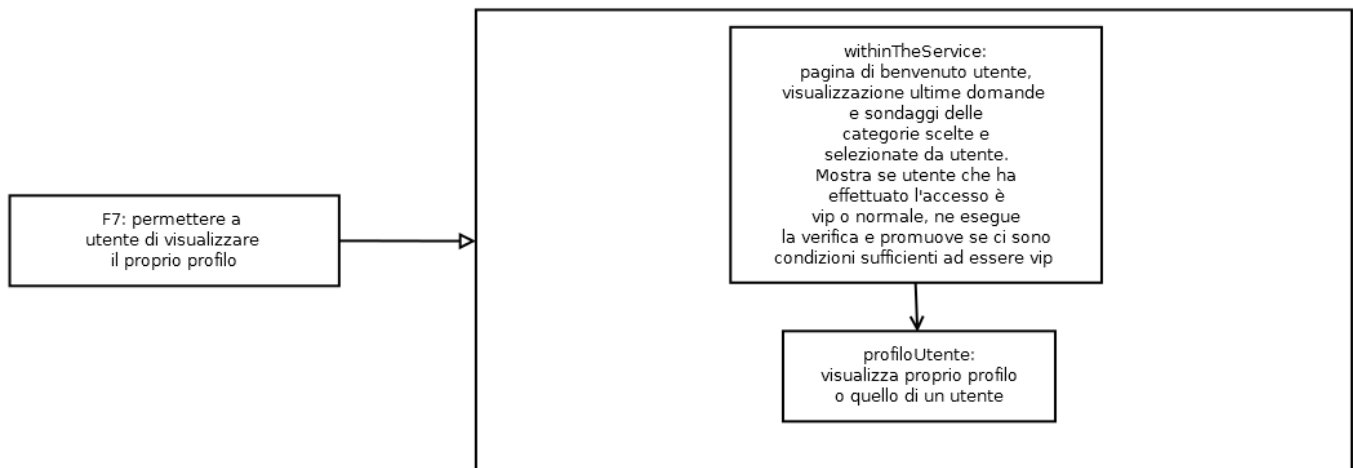 F7: permettere a
utente di visualizzare
il proprio profilo
withinTheService:
pagina di benvenuto utente,
visualizzazione ultime domande
e sondaggi delle
categorie scelte e
selezionate da utente.
Mostra se utente che ha
effettuato l'accesso è
vip o normale, ne esegue
la verifica e promuove se ci sono
condizioni sufficienti ad essere vip
profiloUtente:
visualizza proprio profilo
o quello di un utente